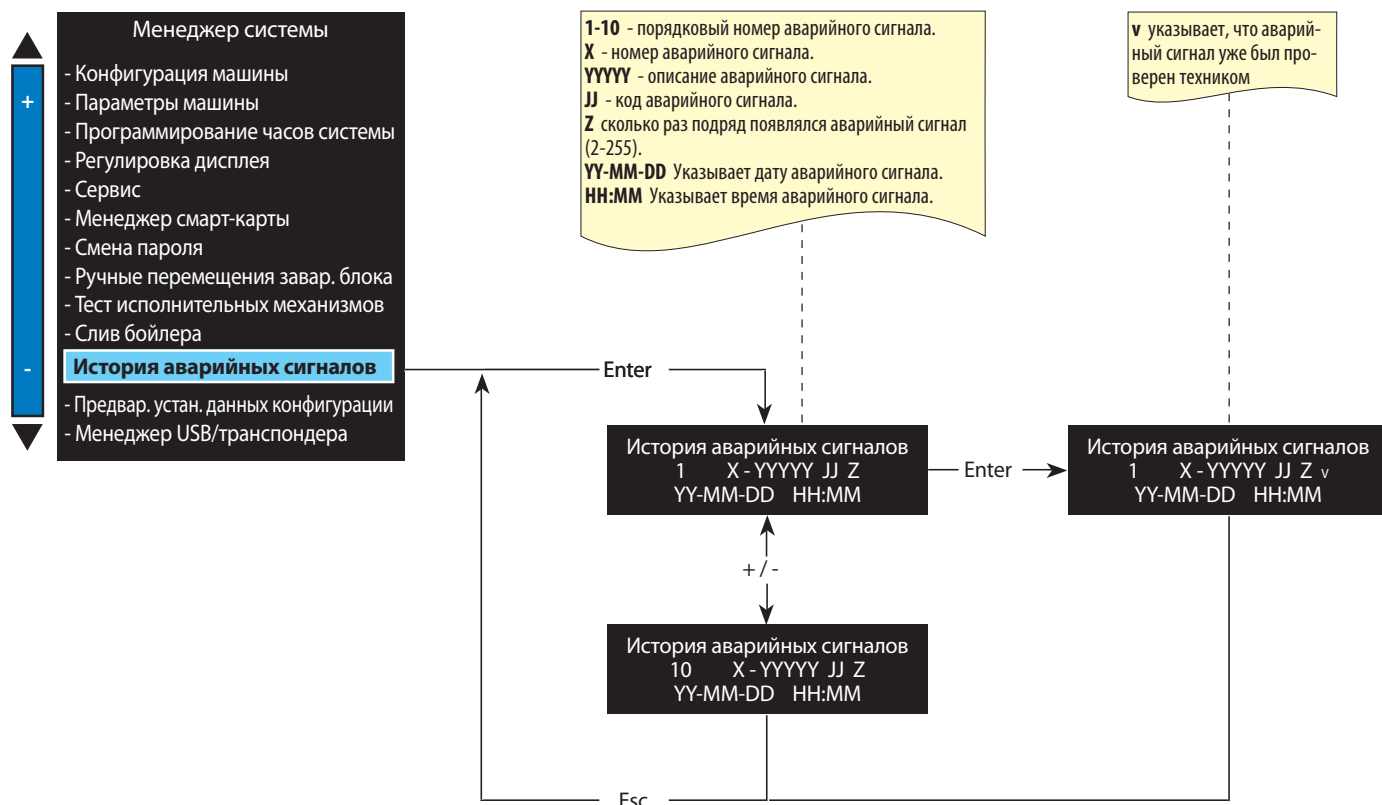 Менеджер системы
- Конфигурация машины
+
- Параметры машины
- Программирование часов системы
- Регулировка дисплея
- Сервис
- Менеджер смарт-карты
- Смена пароля
- Ручные перемещения завар. блока
- Тест исполнительных механизмов
- Слив бойлера
-
История аварийных сигналов
- Предвар. устан. данных конфигурации
- Менеджер USB/транспондера
1-10 - порядковый номер аварийного сигнала.
X - номер аварийного сигнала.
YYYYY - описание аварийного сигнала.
JJ - код аварийного сигнала.
Z сколько раз подряд появлялся аварийный сигнал
(2-255).
YY-MM-DD Указывает дату аварийного сигнала.
HH:MM Указывает время аварийного сигнала.
v указывает, что аварий-
ный сигнал уже был про-
верен техником
Enter
История аварийных сигналов
1 X - YYYYY JJ Z
YY-MM-DD HH:MM
Enter
История аварийных сигналов
1 X - YYYYY JJ Z v
YY-MM-DD HH:MM
+ / -
История аварийных сигналов
10 X - YYYYY JJ Z
YY-MM-DD HH:MM
Esc